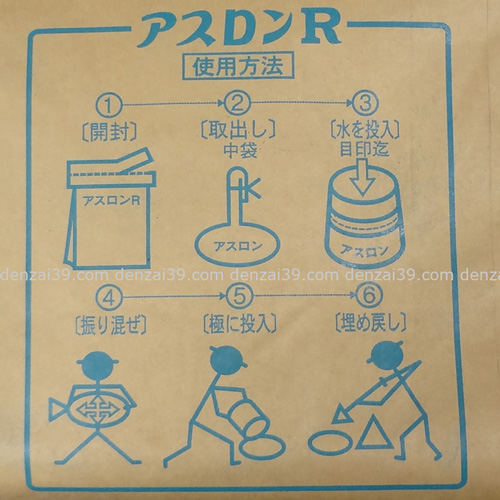 アスロンR
使用方法
① ② ③
〔開封〕 〔取出し〕 〔水を投入〕
中袋 目印迄
アスロンR
アスロン
アスロン
denzai39.com denzai39.com denzai39.com denzai39.com
④ ⑤ ⑥
〔振り混ぜ〕 〔極に投入〕 〔埋め戻し〕